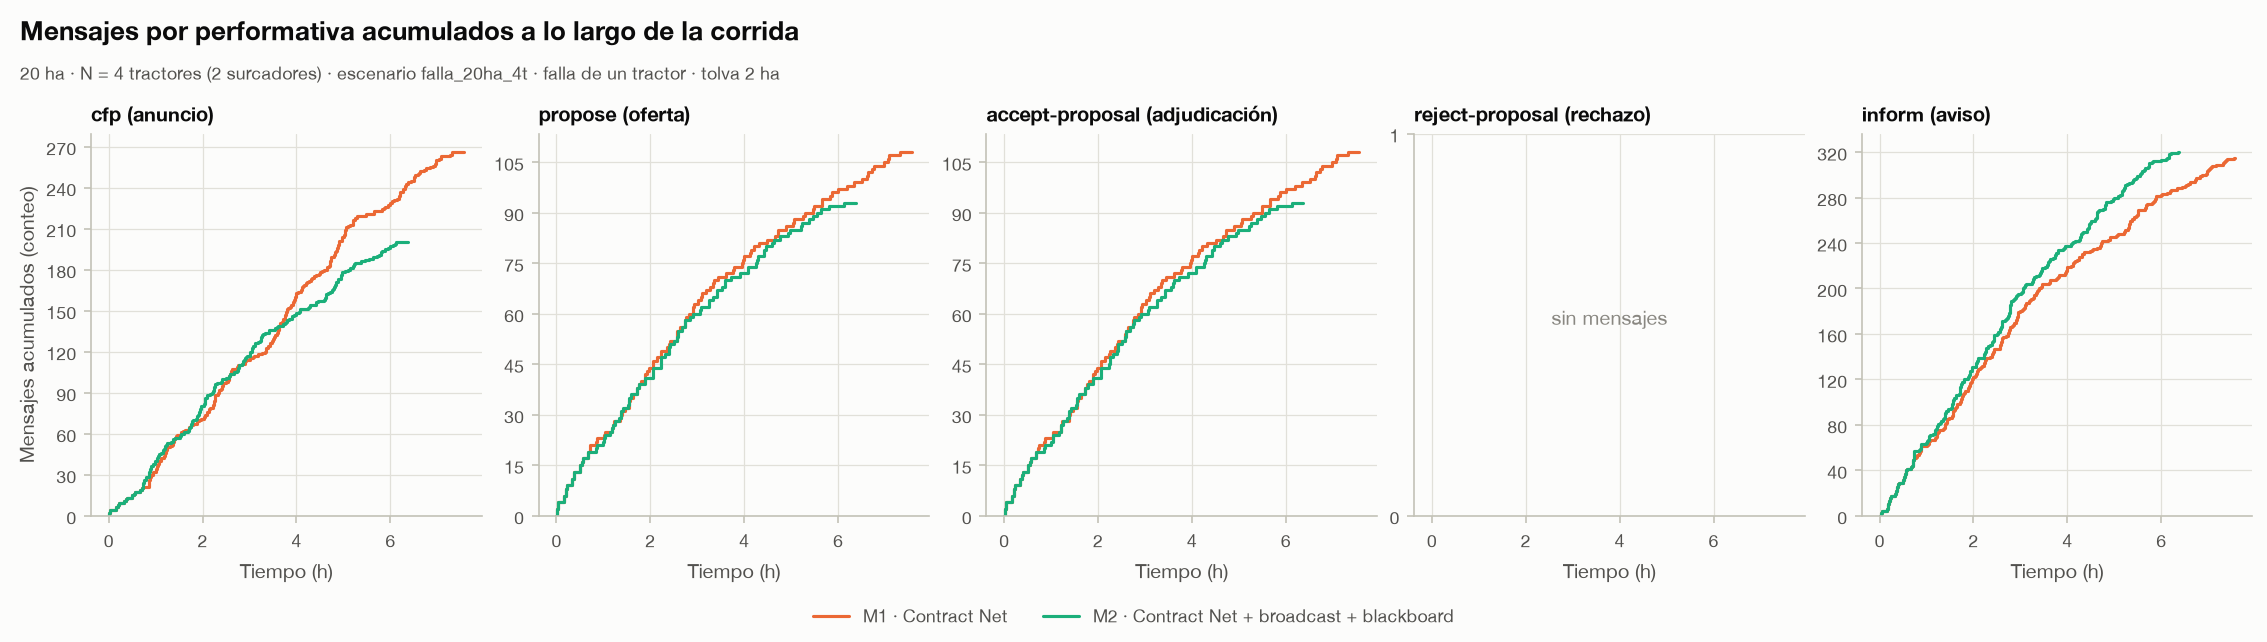 Mensajes por performativa acumulados a lo largo de la corrida
20 ha · N = 4 tractores (2 surcadores) · escenario falla_20ha_4t · falla de un tractor · tolva 2 ha
cfp (anuncio)
Mensajes acumulados (conteo)
270
240
210
180
150
120
90
60
30
0
0 2 4 6
Tiempo (h)
propose (oferta)
105
90
75
60
45
30
15
0
0 2 4 6
Tiempo (h)
accept-proposal (adjudicación)
105
90
75
60
45
30
15
0
0 2 4 6
Tiempo (h)
reject-proposal (rechazo)
1
sin mensajes
0
0 2 4 6
Tiempo (h)
inform (aviso)
320
280
240
200
160
120
80
40
0
0 2 4 6
Tiempo (h)
M1 · Contract Net
M2 · Contract Net + broadcast + blackboard